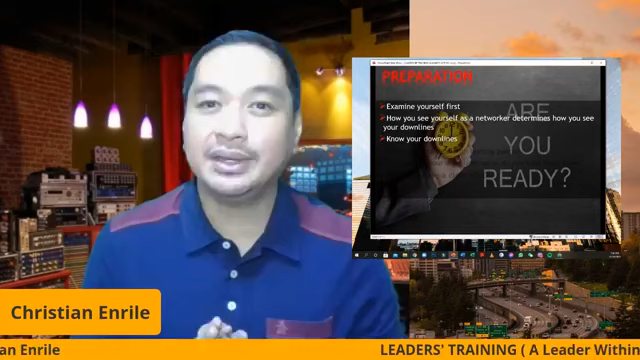 PREPARATION
Examine yourself first
How you see yourself as a networker determines how you see
your downlines
Know your downlines
ARE
YOU
READY?
Christian Enrile
an Enrile
LEADERS' TRAINING ( A Leader Within